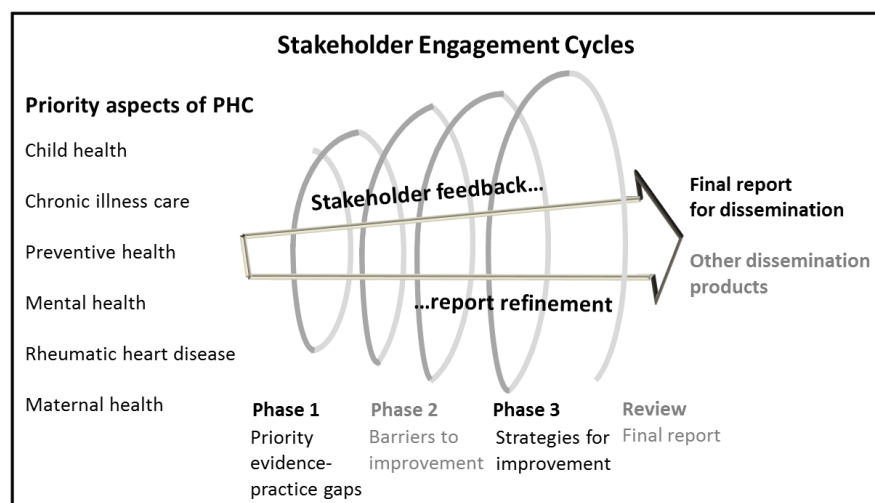 Stakeholder Engagement Cycles
Priority aspects of PHC
Child health
Chronic illness care
Preventive health
Mental health
Rheumatic heart disease
Maternal health
Stakeholder feedback...
...report refinement
Final report
for dissemination
Other dissemination
products
Phase 1
Priority
evidence-
practice gaps
Phase 2
Barriers to
improvement
Phase 3
Strategies for
improvement
Review
Final report